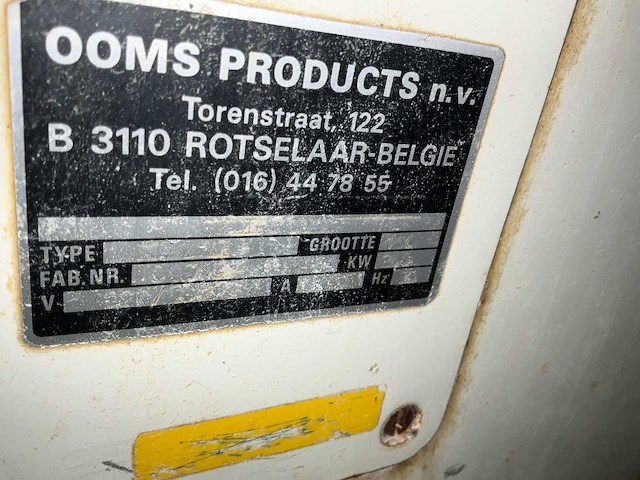 OOMS PRODUCTS n.v.
Torenstraat, 122
B 3110 ROTSELAAR-BELGIE
Tel. (016) 44 78 55
TYPE GROOTTE
FAB. NR. KW
V A Hz